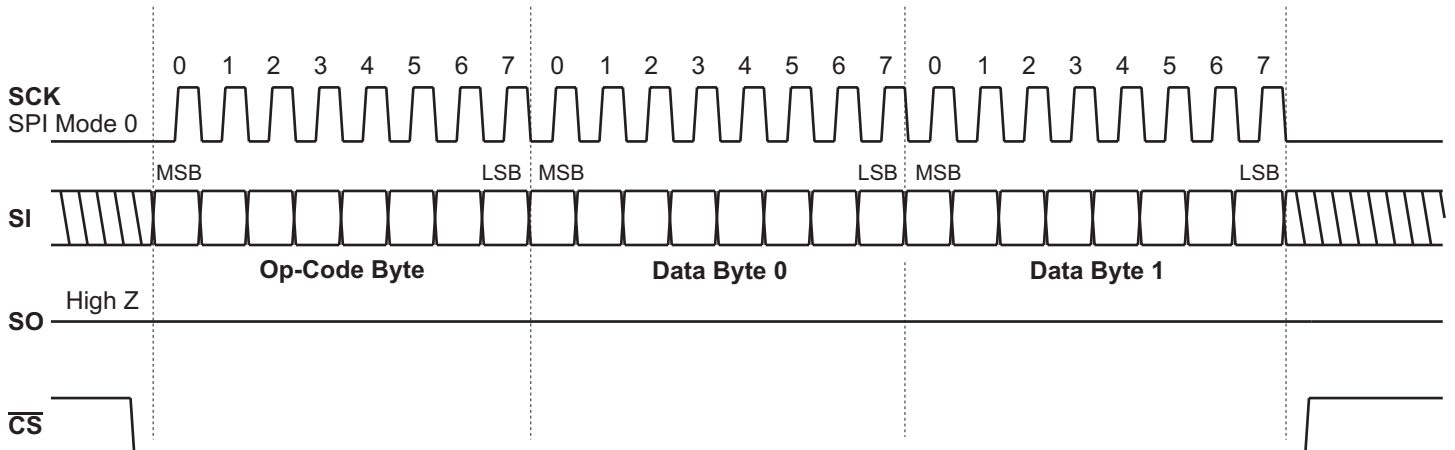 0 1 2 3 4 5 6 7 0 1 2 3 4 5 6 7 0 1 2 3 4 5 6 7
SCK
SPI Mode 0
MSB LSB MSB LSB MSB LSB
SI
Op-Code Byte Data Byte 0 Data Byte 1
High Z
SO
CS